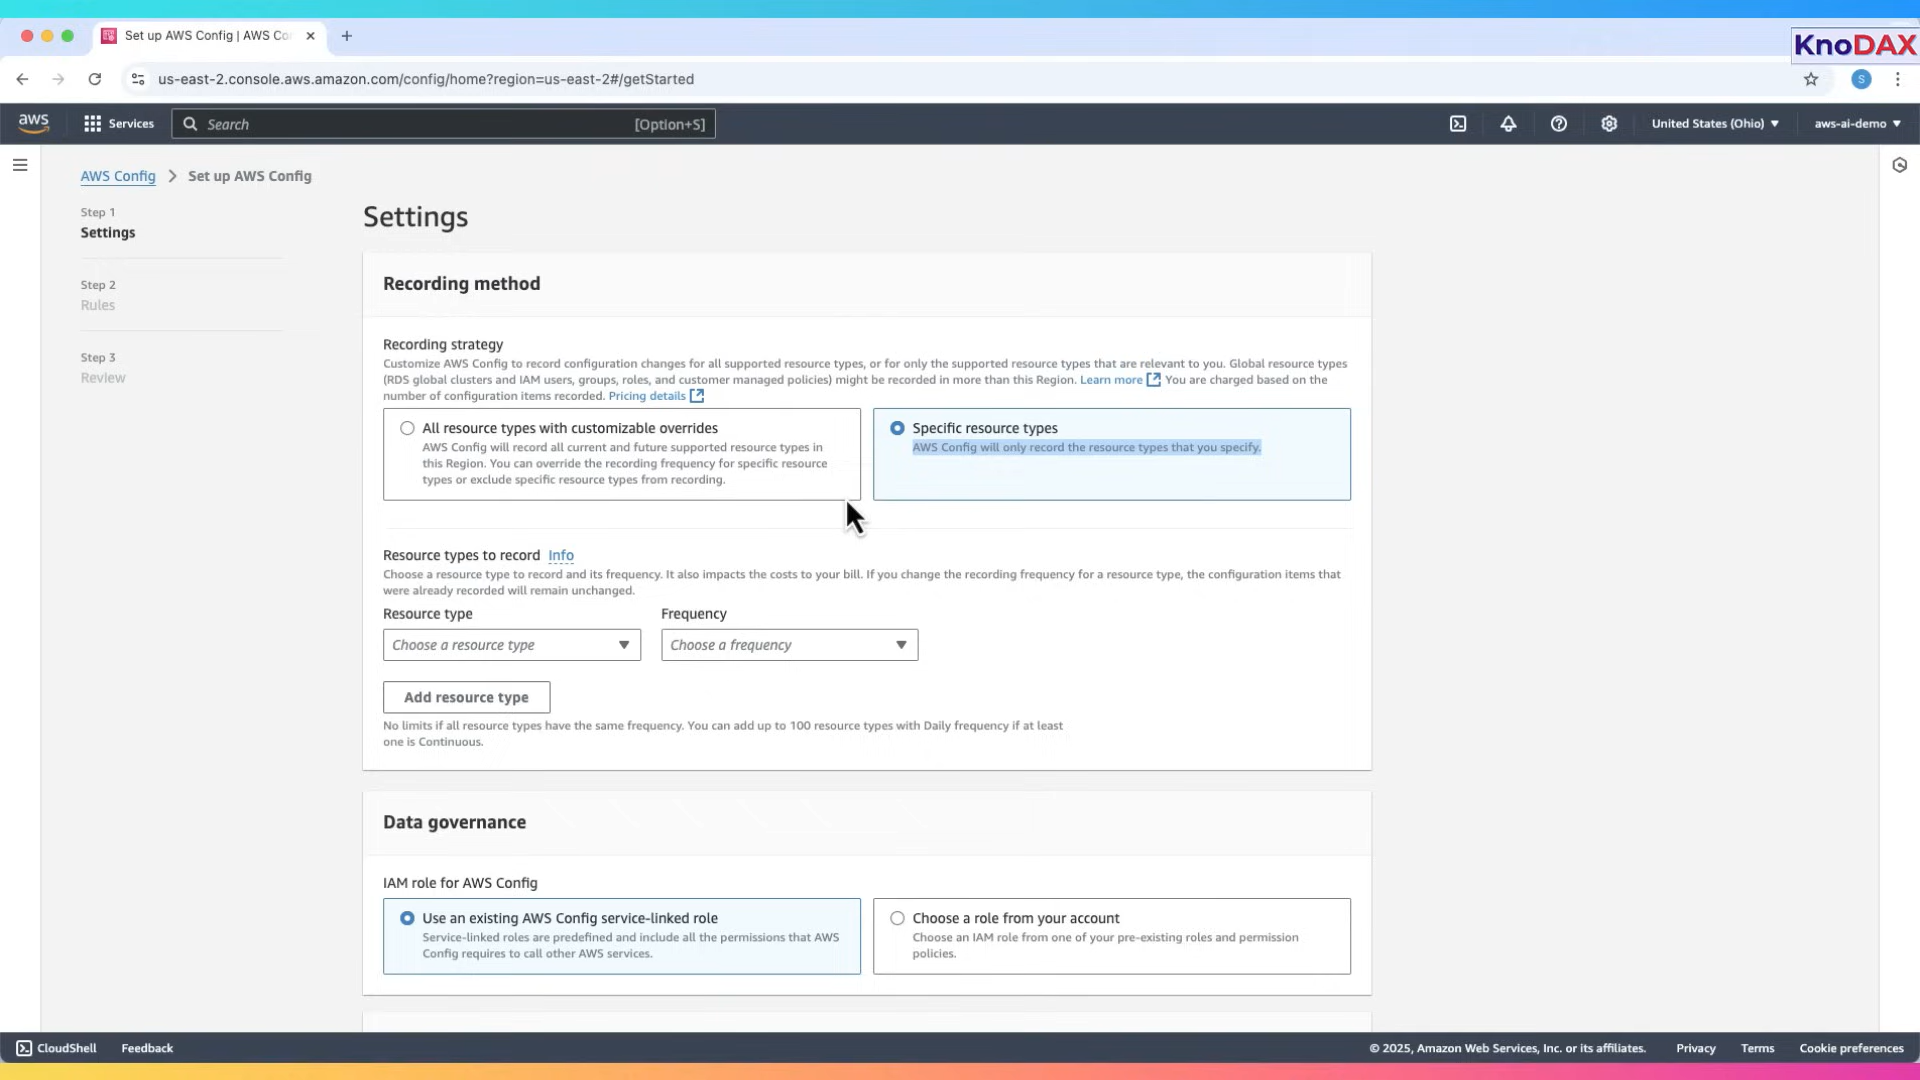 Set up AWS Config | AWS Co
KnoDAX
us-east-2.console.aws.amazon.com/config/home?region=us-east-2#/getStarted
S
aws
Services
Search
[Option+S]
United States (Ohio)
aws-ai-demo
AWS Config
Set up AWS Config
Step 1
Settings
Step 2
Rules
Step 3
Review
Settings
Recording method
Recording strategy
Customize AWS Config to record configuration changes for all supported resource types, or for only the supported resource types that are relevant to you. Global resource types
(RDS global clusters and IAM users, groups, roles, and customer managed policies) might be recorded in more than this Region. Learn more You are charged based on the
number of configuration items recorded. Pricing details
All resource types with customizable overrides
AWS Config will record all current and future supported resource types in
this Region. You can override the recording frequency for specific resource
types or exclude specific resource types from recording.
Specific resource types
AWS Config will only record the resource types that you specify.
Resource types to record Info
Choose a resource type to record and its frequency. It also impacts the costs to your bill. If you change the recording frequency for a resource type, the configuration items that
were already recorded will remain unchanged.
Resource type
Frequency
Choose a resource type
Choose a frequency
Add resource type
No limits if all resource types have the same frequency. You can add up to 100 resource types with Daily frequency if at least
one is Continuous.
Data governance
IAM role for AWS Config
Use an existing AWS Config service-linked role
Service-linked roles are predefined and include all the permissions that AWS
Config requires to call other AWS services.
Choose a role from your account
Choose an IAM role from one of your pre-existing roles and permission
policies.
CloudShell
Feedback
© 2025, Amazon Web Services, Inc. or its affiliates.
Privacy
Terms
Cookie preferences